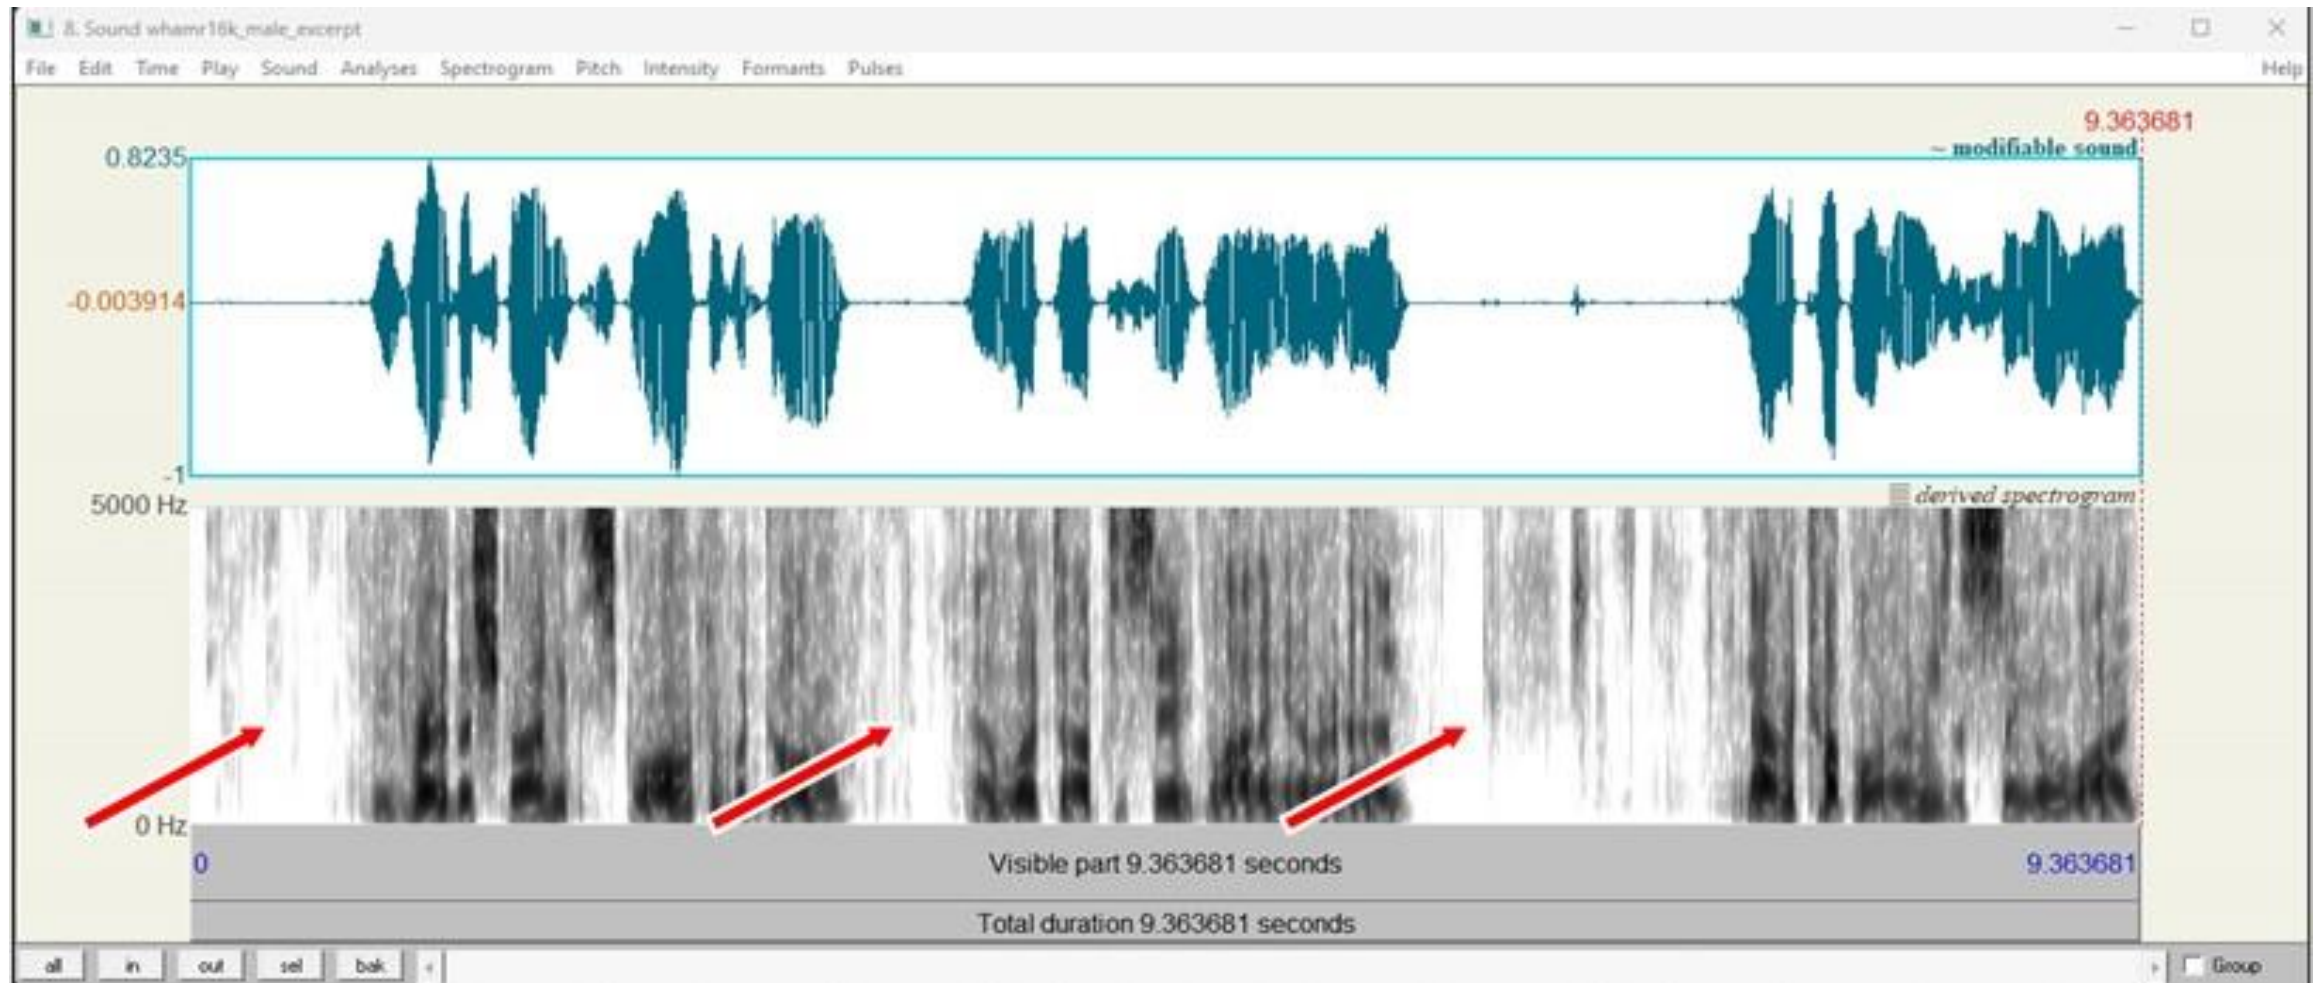 8. Sound whamr16k_male_excerpt
File Edit Time Play Sound Analyses Spectrogram Pitch Intensity Formants Pulses Help
9.363681
0.8235
~ modifiable sound
-0.003914
-1
5000 Hz
derived spectrogram
0 Hz
0 Visible part 9.363681 seconds 9.363681
Total duration 9.363681 seconds
all in out sel bak Group